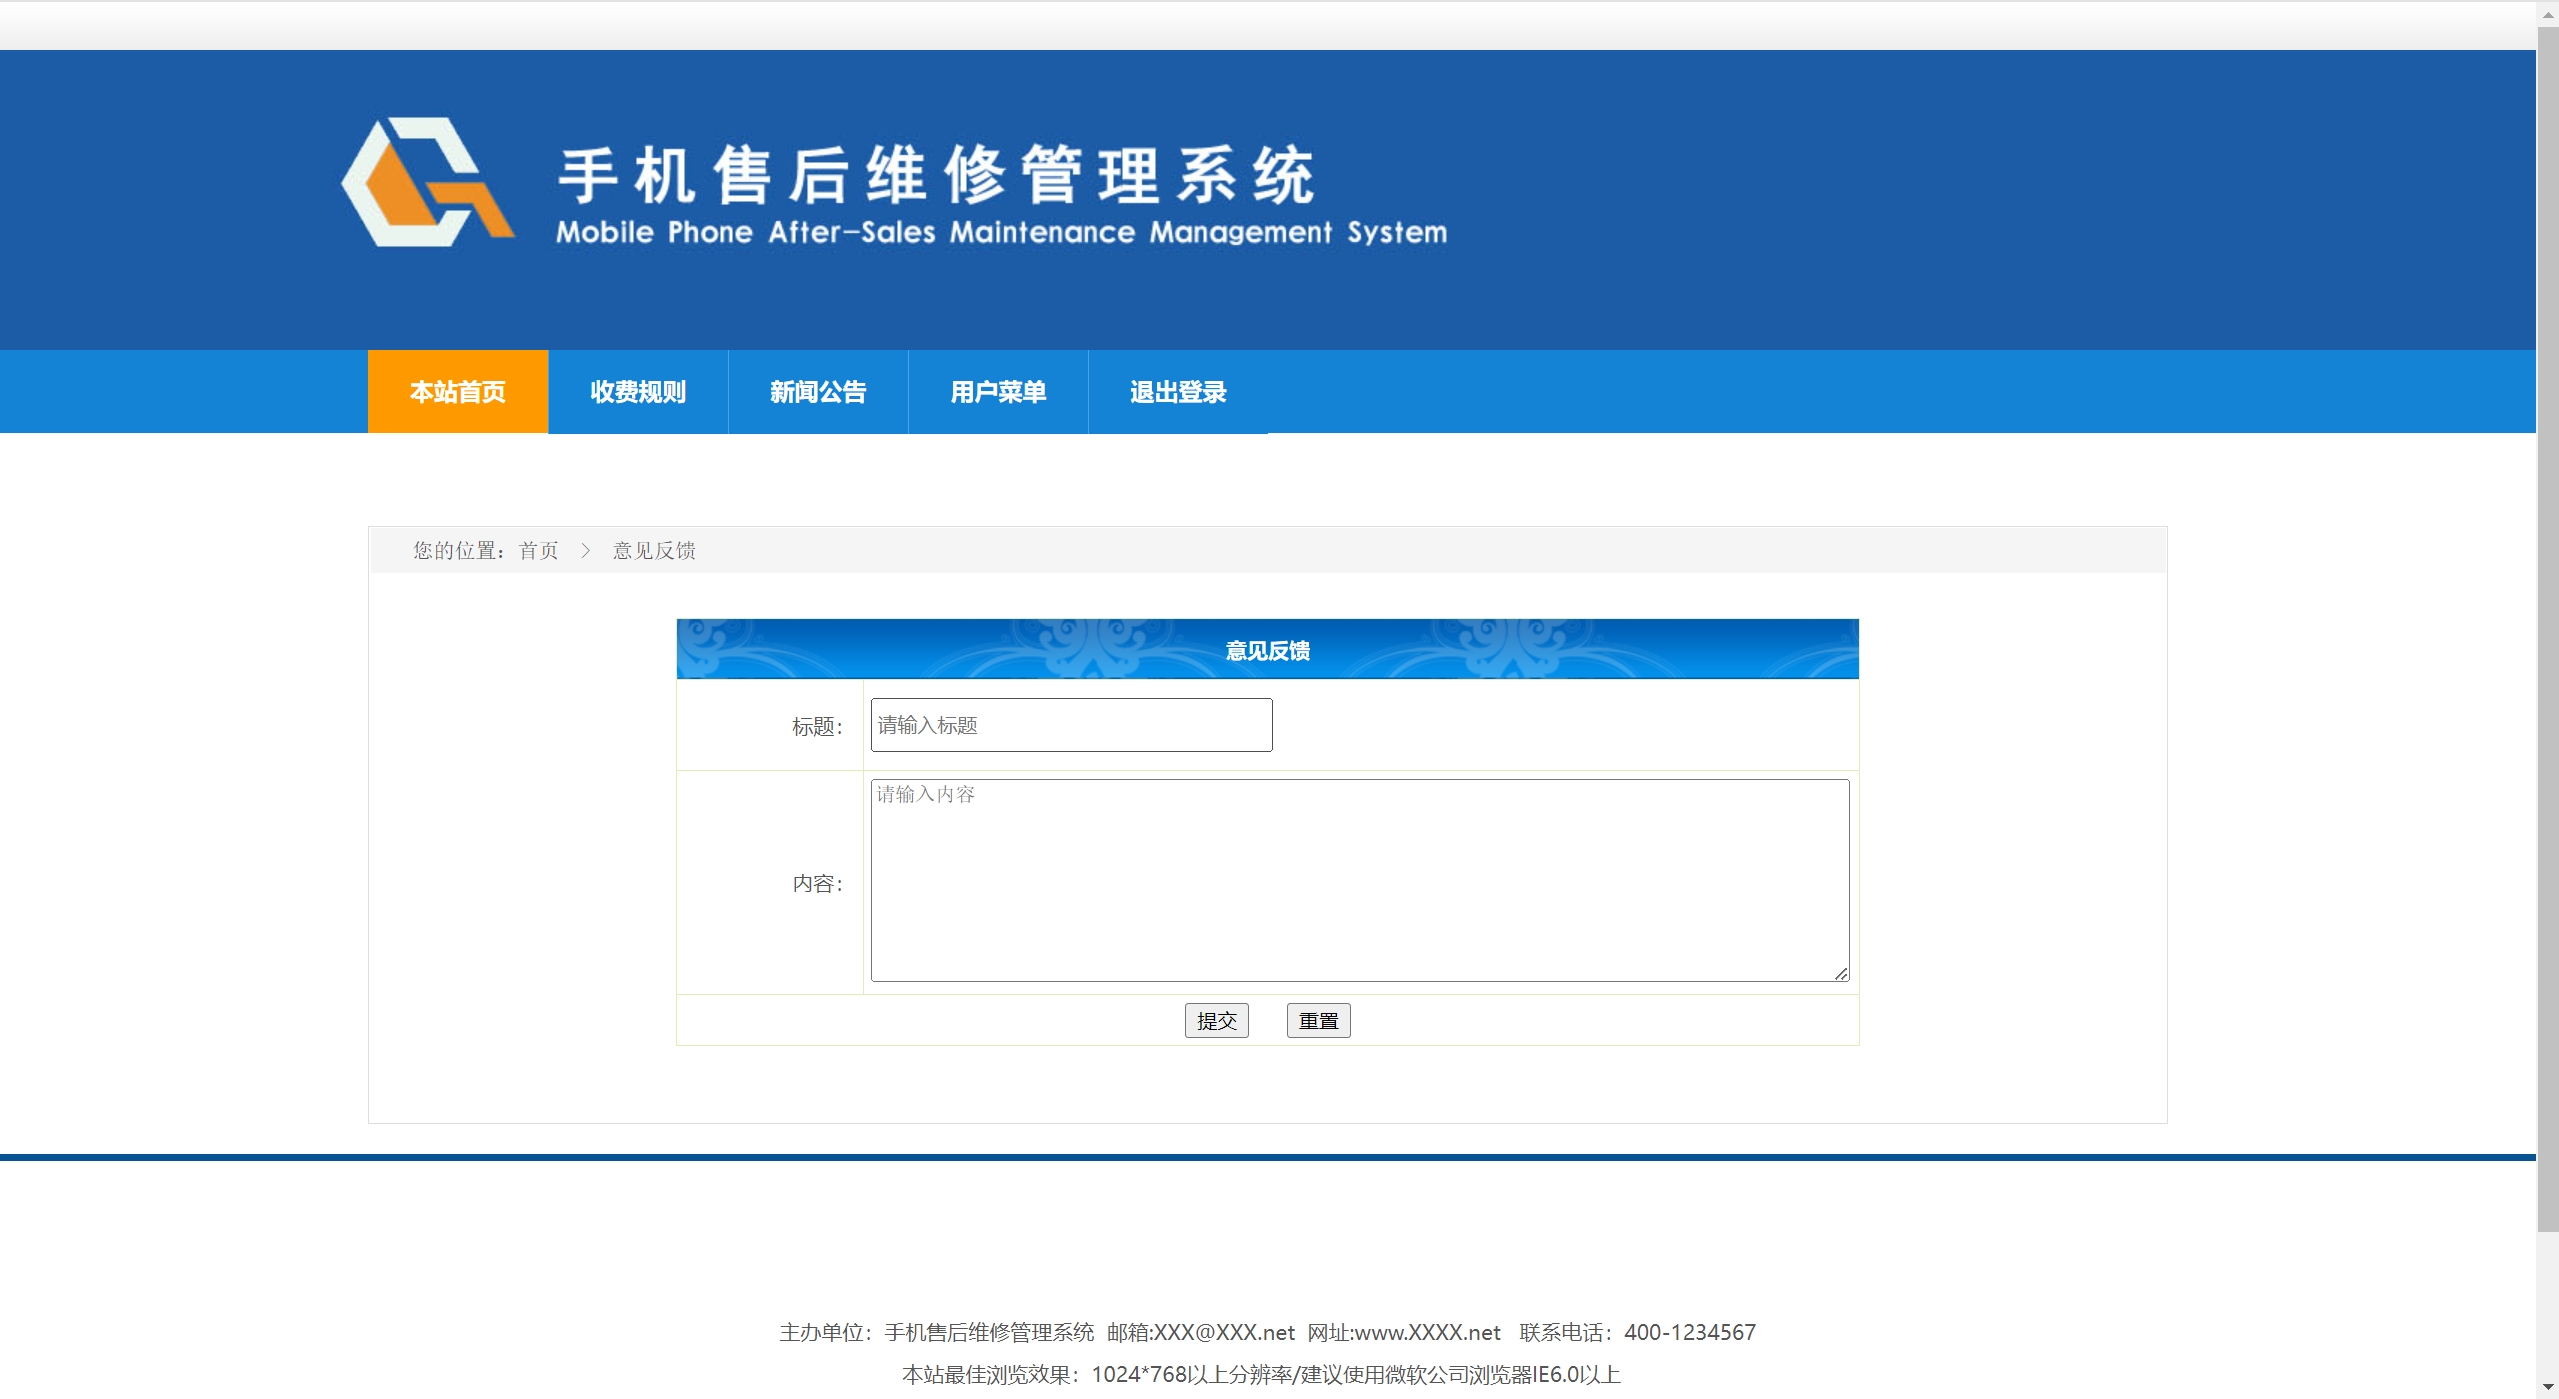 手机售后维修管理系统
Mobile Phone After-Sales Maintenance Management System
本站首页 收费规则 新闻公告 用户菜单 退出登录
您的位置：首页 > 意见反馈
意见反馈
标题： 请输入标题
请输入内容
内容：
提交 重置
主办单位：手机售后维修管理系统 邮箱:XXX@XXX.net 网址:www.XXXX.net 联系电话：400-1234567
本站最佳浏览效果：1024*768以上分辨率/建议使用微软公司浏览器IE6.0以上